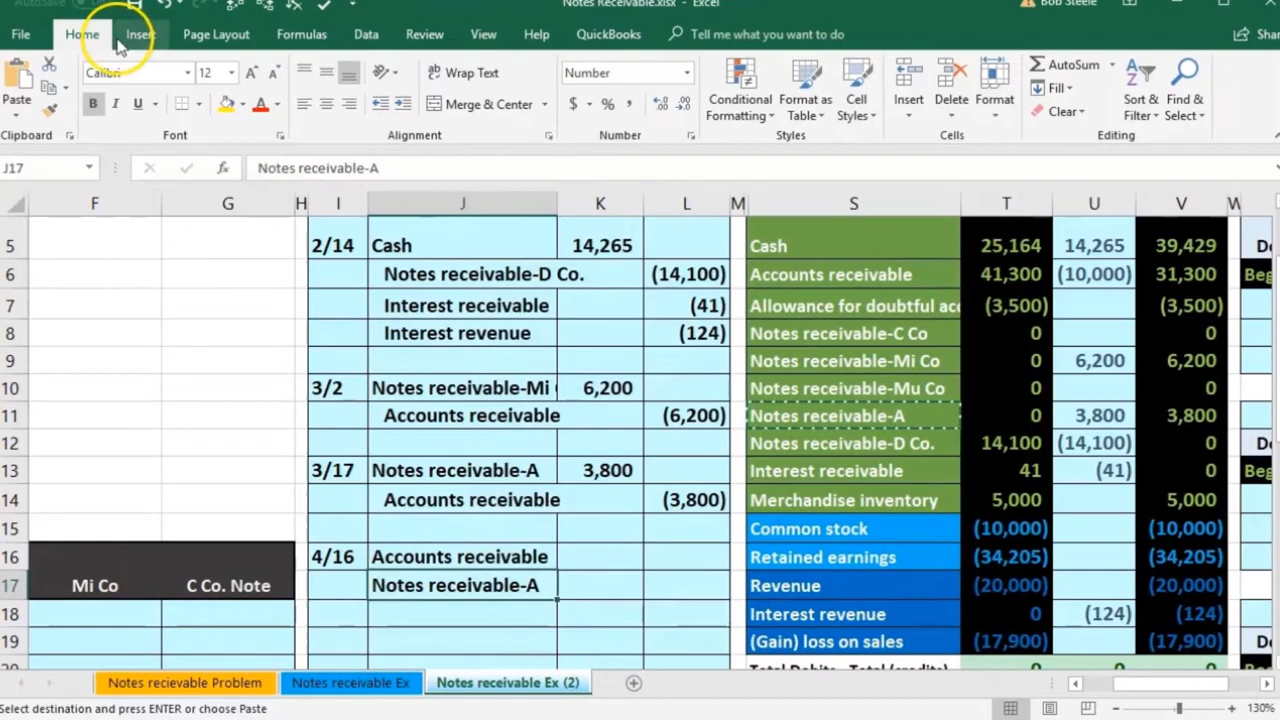 AutoSave
Notes Receivable.xlsx - Excel
Bob Steele
File Home Insert Page Layout Formulas Data Review View Help QuickBooks Tell me what you want to do
Calibri 12 Wrap Text Number AutoSum
Fill
Paste B I U Merge & Center $ % Conditional Formatting Format as Table Cell Styles Insert Delete Format Clear Sort & Filter Find & Select
Clipboard Font Alignment Number Styles Cells Editing
J17 fx Notes receivable-A
F G H I J K L M S T U V W
5 2/14 Cash 14,265 Cash 25,164 14,265 39,429
6 Notes receivable-D Co. (14,100) Accounts receivable 41,300 (10,000) 31,300
7 Interest receivable (41) Allowance for doubtful acc (3,500) (3,500)
8 Interest revenue (124) Notes receivable-C Co 0 0
9 Notes receivable-Mi Co 0 6,200 6,200
10 3/2 Notes receivable-Mi 6,200 Notes receivable-Mu Co 0 0
11 Accounts receivable (6,200) Notes receivable-A 0 3,800 3,800
12 Notes receivable-D Co. 14,100 (14,100) 0
13 3/17 Notes receivable-A 3,800 Interest receivable 41 (41) 0 Beg
14 Accounts receivable (3,800) Merchandise inventory 5,000 5,000
15 Common stock (10,000) (10,000)
16 4/16 Accounts receivable Retained earnings (34,205) (34,205)
17 Mi Co C Co. Note Notes receivable-A Revenue (20,000) (20,000)
18 Interest revenue 0 (124) (124)
19 (Gain) loss on sales (17,900) (17,900)
Notes recievable Problem Notes receivable Ex Notes receivable Ex (2)
Select destination and press ENTER or choose Paste 130%